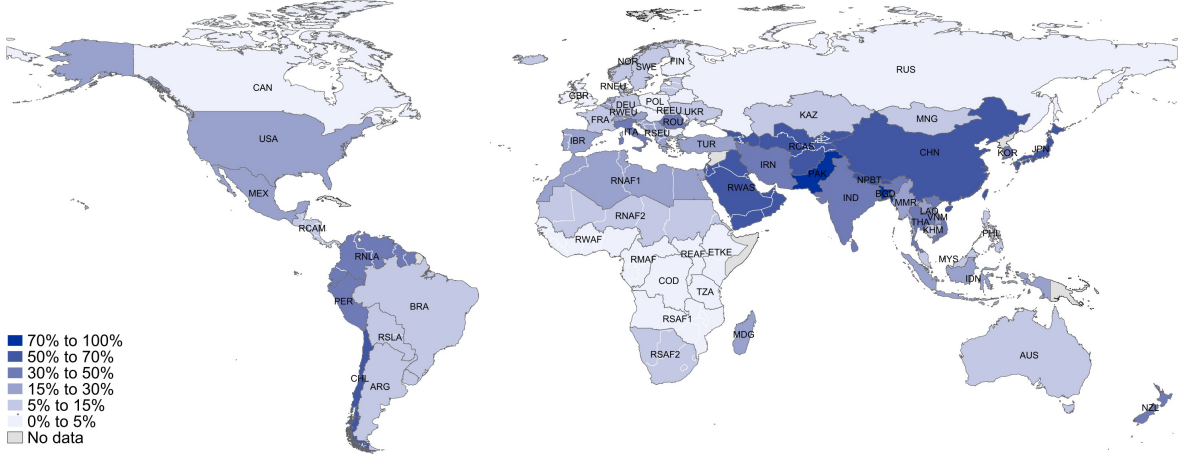 NOR
SWE
FIN
RUS
CAN
RNEU
GBR
DEU
POL
RWEU
REEU
UKR
FRA
ROU
KAZ
MNG
USA
IBR
ITA
RSEU
TUR
RCAS
CHN
KOR
JPN
IRN
PAK
MEX
RNAF1
RWAS
NPBT
BGD
IND
MMR
LAO
VNM
THA
KHM
RCAM
RNAF2
PHL
RWAF
RNLA
RMAF
REAF
ETKE
MYS
COD
TZA
IDN
PER
BRA
RSAF1
MDG
RSLA
RSAF2
AUS
CHL
ARG
NZL
70% to 100%
50% to 70%
30% to 50%
15% to 30%
5% to 15%
0% to 5%
No data